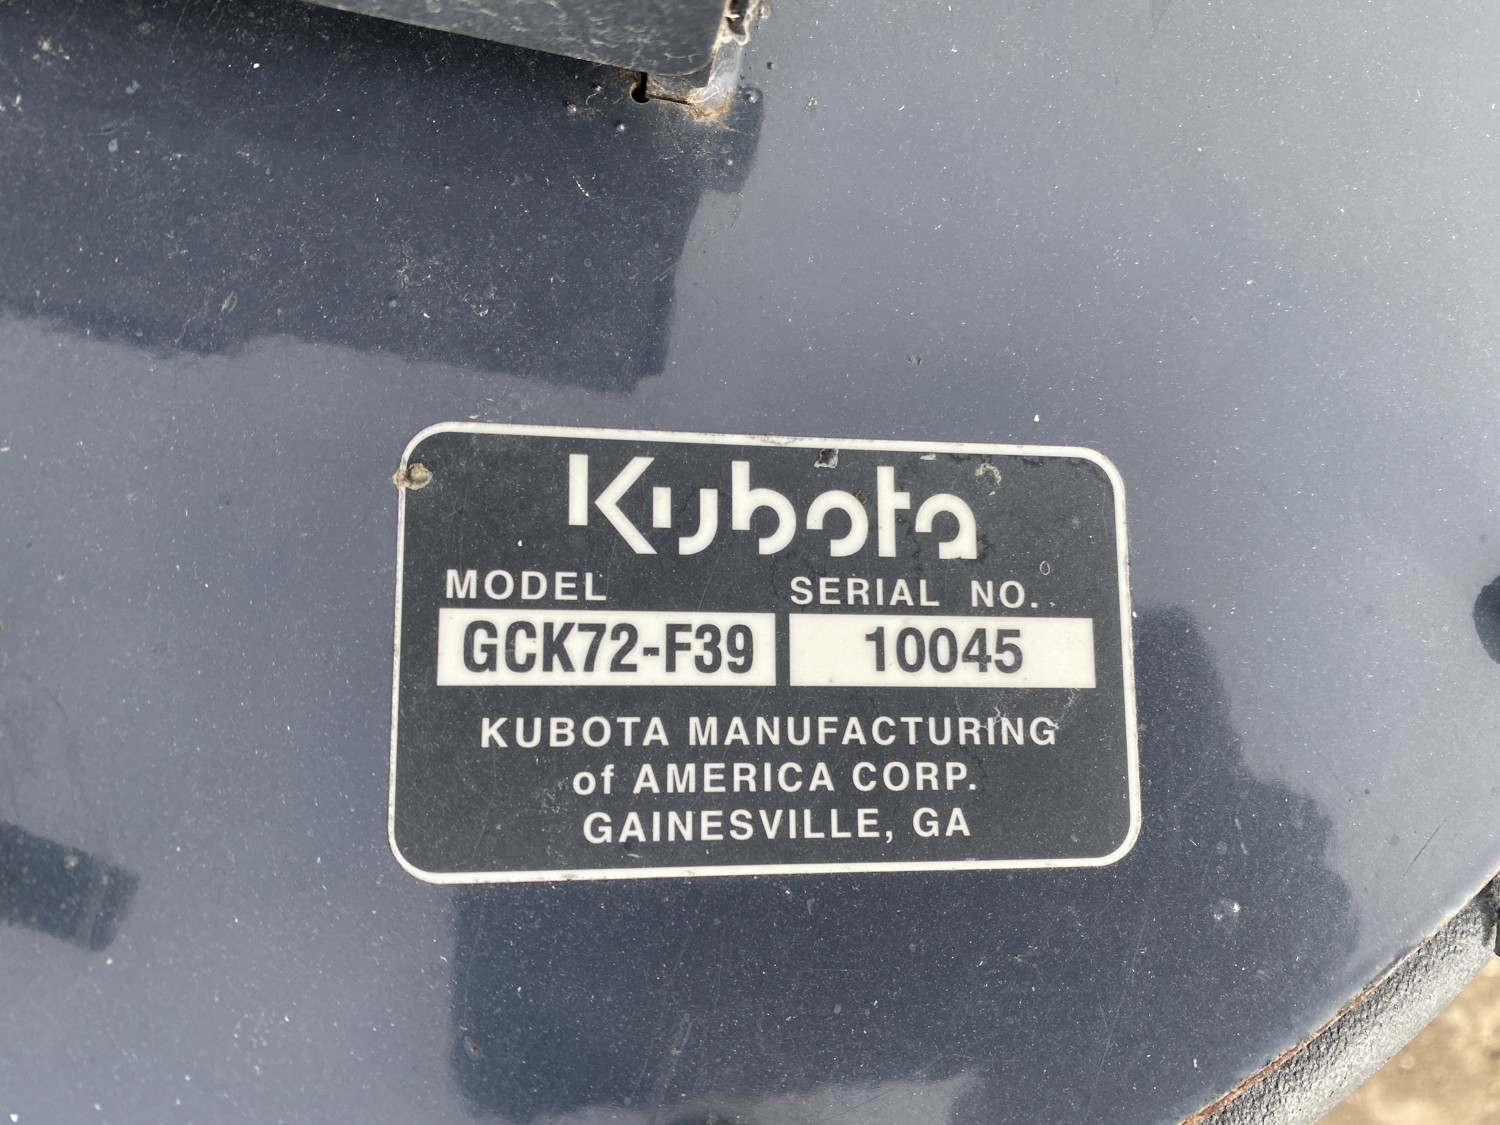 Kubota
MODEL SERIAL NO.
GCK72-F39 10045
KUBOTA MANUFACTURING
of AMERICA CORP.
GAINESVILLE, GA